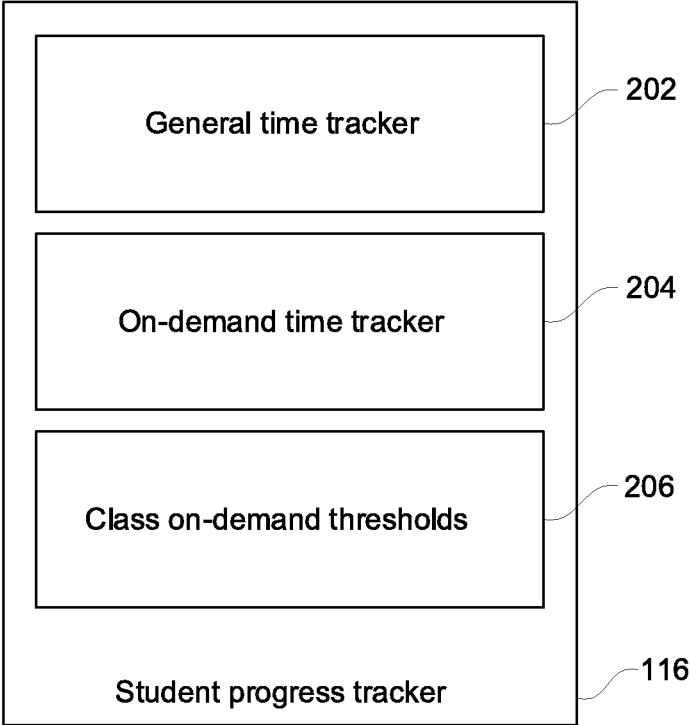 General time tracker
202
On-demand time tracker
204
Class on-demand thresholds
206
Student progress tracker
116